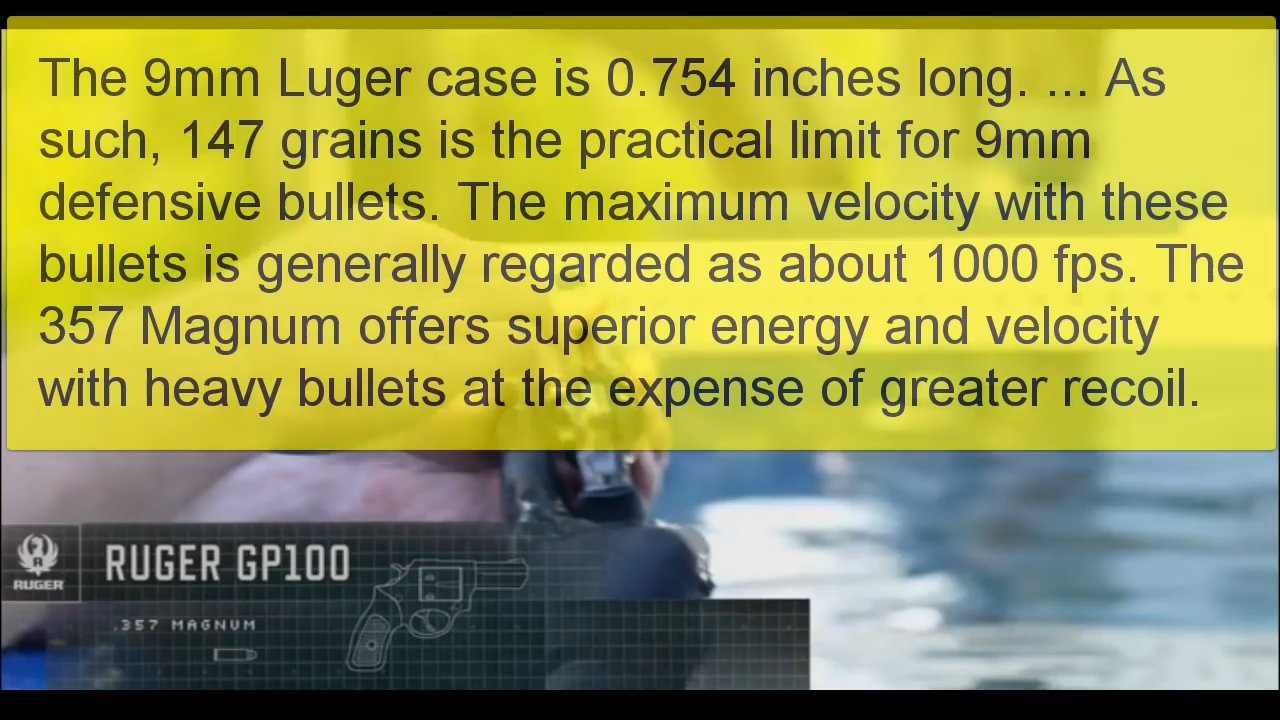 The 9mm Luger case is 0.754 inches long. ... As
such, 147 grains is the practical limit for 9mm
defensive bullets. The maximum velocity with these
bullets is generally regarded as about 1000 fps. The
357 Magnum offers superior energy and velocity
with heavy bullets at the expense of greater recoil.
RUGER
RUGER GP100
.357 MAGNUM